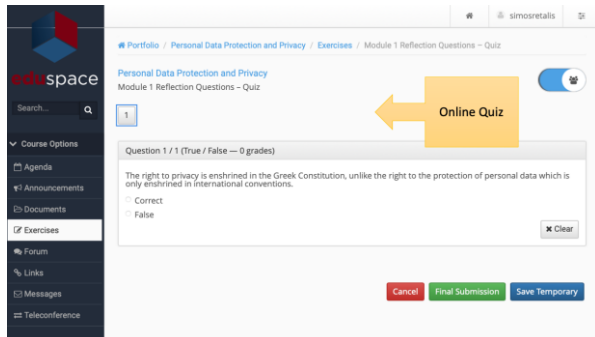 simosretalis
Portfolio / Personal Data Protection and Privacy / Exercises / Module 1 Reflection Questions – Quiz
eduspace
Personal Data Protection and Privacy
Module 1 Reflection Questions – Quiz
Search...
Online Quiz
1
Course Options
Question 1 / 1 (True / False — 0 grades)
Agenda
The right to privacy is enshrined in the Greek Constitution, unlike the right to the protection of personal data which is
only enshrined in international conventions.
Announcements
Correct
Documents
False
Exercises
Clear
Forum
Links
Messages
Cancel Final Submission Save Temporary
Teleconference